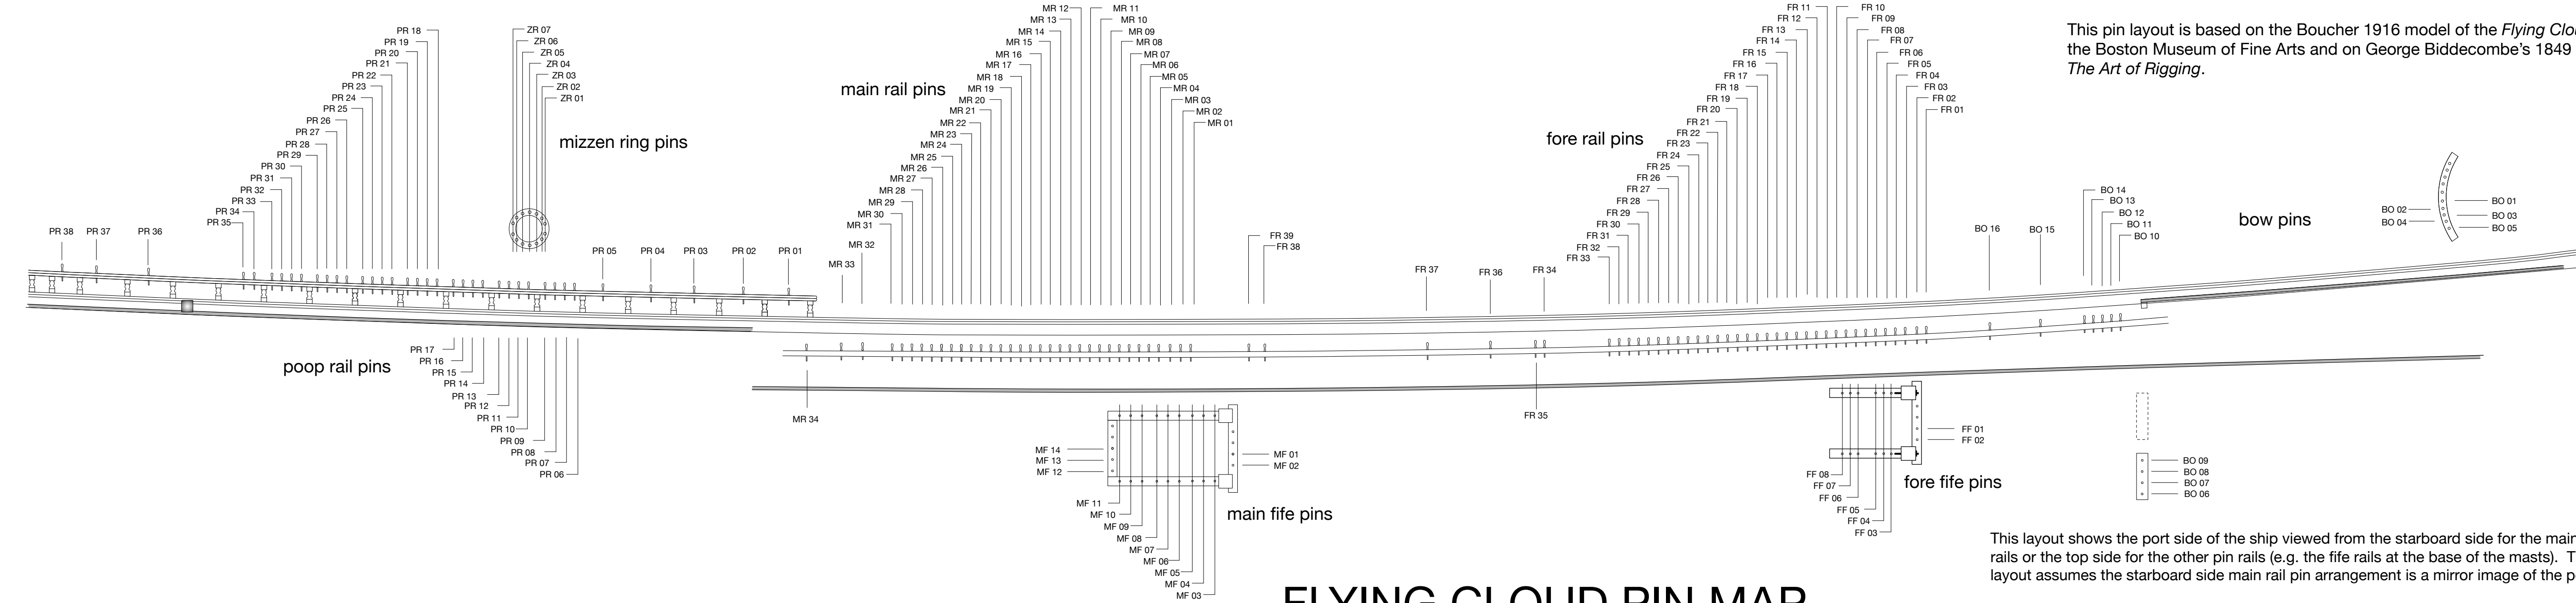 This pin layout is based on the Boucher 1916 model of the Flying Clo
the Boston Museum of Fine Arts and on George Biddecombe's 1849
The Art of Rigging.
PR 18
PR 19
PR 20
PR 21
PR 22
PR 23
PR 24
PR 25
PR 26
PR 27
PR 28
PR 29
PR 30
PR 31
PR 32
PR 33
PR 34
PR 35
PR 36
PR 37
PR 38
ZR 07
ZR 06
ZR 05
ZR 04
ZR 03
ZR 02
ZR 01
mizzen ring pins
PR 05
PR 04
PR 03
PR 02
PR 01
poop rail pins
PR 17
PR 16
PR 15
PR 14
PR 13
PR 12
PR 11
PR 10
PR 09
PR 08
PR 07
PR 06
main rail pins
MR 12
MR 13
MR 14
MR 15
MR 16
MR 17
MR 18
MR 19
MR 20
MR 21
MR 22
MR 23
MR 24
MR 25
MR 26
MR 27
MR 28
MR 29
MR 30
MR 31
MR 32
MR 33
MR 34
MR 11
MR 10
MR 09
MR 08
MR 07
MR 06
MR 05
MR 04
MR 03
MR 02
MR 01
FR 39
FR 38
FR 37
FR 36
FR 34
FR 35
fore rail pins
FR 11
FR 12
FR 13
FR 14
FR 15
FR 16
FR 17
FR 18
FR 19
FR 20
FR 21
FR 22
FR 23
FR 24
FR 25
FR 26
FR 27
FR 28
FR 29
FR 30
FR 31
FR 32
FR 33
FR 10
FR 09
FR 08
FR 07
FR 06
FR 05
FR 04
FR 03
FR 02
FR 01
BO 16
BO 15
BO 14
BO 13
BO 12
BO 11
BO 10
bow pins
BO 02
BO 04
BO 01
BO 03
BO 05
MF 14
MF 13
MF 12
MF 01
MF 02
MF 11
MF 10
MF 09
MF 08
MF 07
MF 06
MF 05
MF 04
MF 03
main fife pins
FF 01
FF 02
FF 08
FF 07
FF 06
FF 05
FF 04
FF 03
fore fife pins
BO 09
BO 08
BO 07
BO 06
This layout shows the port side of the ship viewed from the starboard side for the main
rails or the top side for the other pin rails (e.g. the fife rails at the base of the masts). T
layout assumes the starboard side main rail pin arrangement is a mirror image of the p
FLYING CLOUD PIN MAP